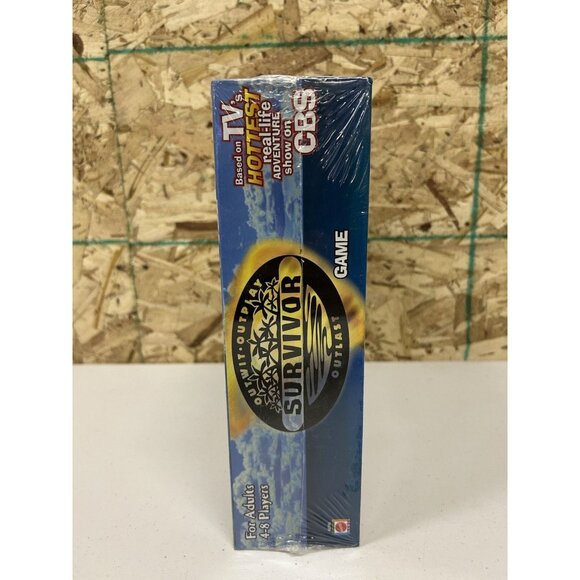 Based on
TV's
HOTTEST
real-life
ADVENTURE
show on
CBS
OUTWIT · OUTPLAY
SURVIVOR
OUTLAST
GAME
For Adults
4-8 Players